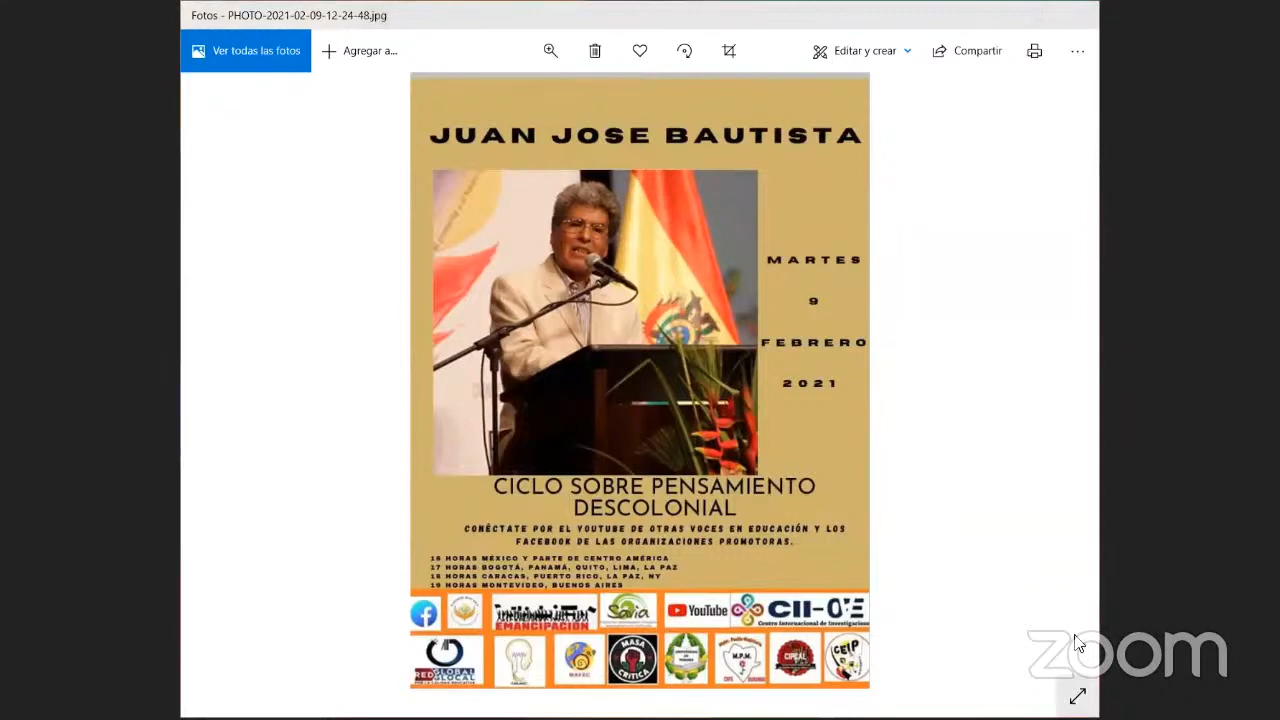 Fotos - PHOTO-2021-02-09-12-24-48.jpg
Ver todas las fotos
Agregar a...
Editar y crear
Compartir
JUAN JOSE BAUTISTA
MARTES
9
FEBRERO
2021
CICLO SOBRE PENSAMIENTO
DESCOLONIAL
CONÉCTATE POR EL YOUTUBE DE OTRAS VOCES EN EDUCACIÓN Y LOS
FACEBOOK DE LAS ORGANIZACIONES PROMOTORAS.
16 HORAS MÉXICO Y PARTE DE CENTRO AMÉRICA
17 HORAS BOGOTÁ, PANAMÁ, QUITO, LIMA, LA PAZ
18 HORAS CARACAS, PUERTO RICO, LA PAZ, NY
19 HORAS MONTEVIDEO, BUENOS AIRES
EMANCIPACIÓN
Savia
YouTube
CII-OVE
Centro Internacional de Investigaciones
RED GLOBAL
GLOCAL
MASA
CRITICA
M.P.M.
CIPEAL
CEIP
zoom